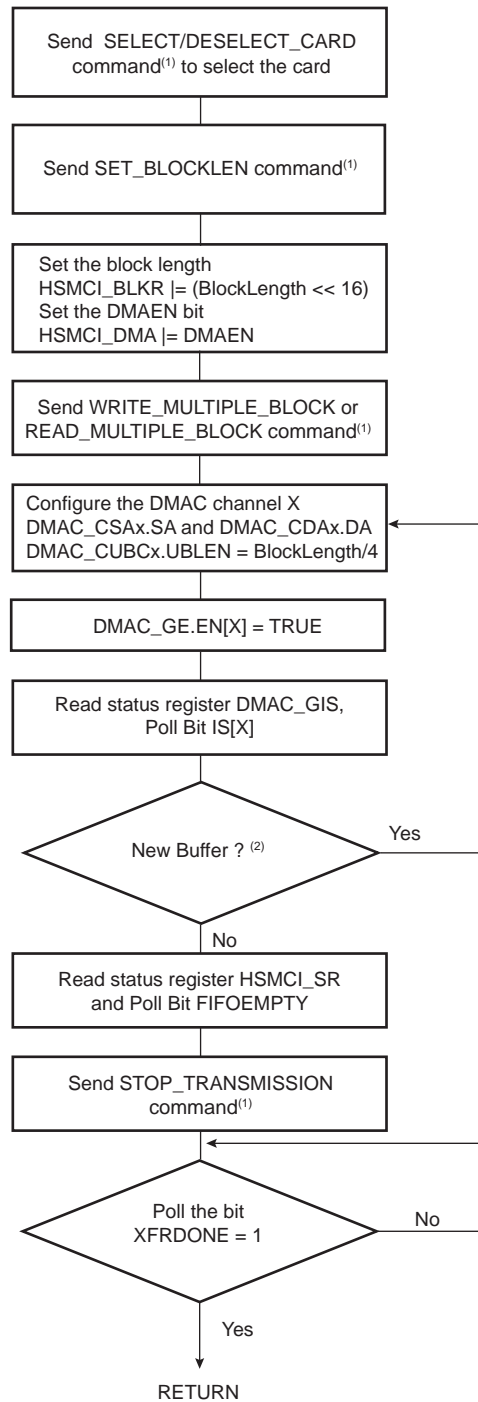 Send SELECT/DESELECT_CARD
command(1) to select the card
Send SET_BLOCKLEN command(1)
Set the block length
HSMCI_BLKR |= (BlockLength << 16)
Set the DMAEN bit
HSMCI_DMA |= DMAEN
Send WRITE_MULTIPLE_BLOCK or
READ_MULTIPLE_BLOCK command(1)
Configure the DMAC channel X
DMAC_CSAx.SA and DMAC_CDAx.DA
DMAC_CUBCx.UBLEN = BlockLength/4
DMAC_GE.EN[X] = TRUE
Read status register DMAC_GIS,
Poll Bit IS[X]
New Buffer ? (2)
Yes
No
Read status register HSMCI_SR
and Poll Bit FIFOEMPTY
Send STOP_TRANSMISSION
command(1)
Poll the bit
XFRDONE = 1
No
Yes
RETURN